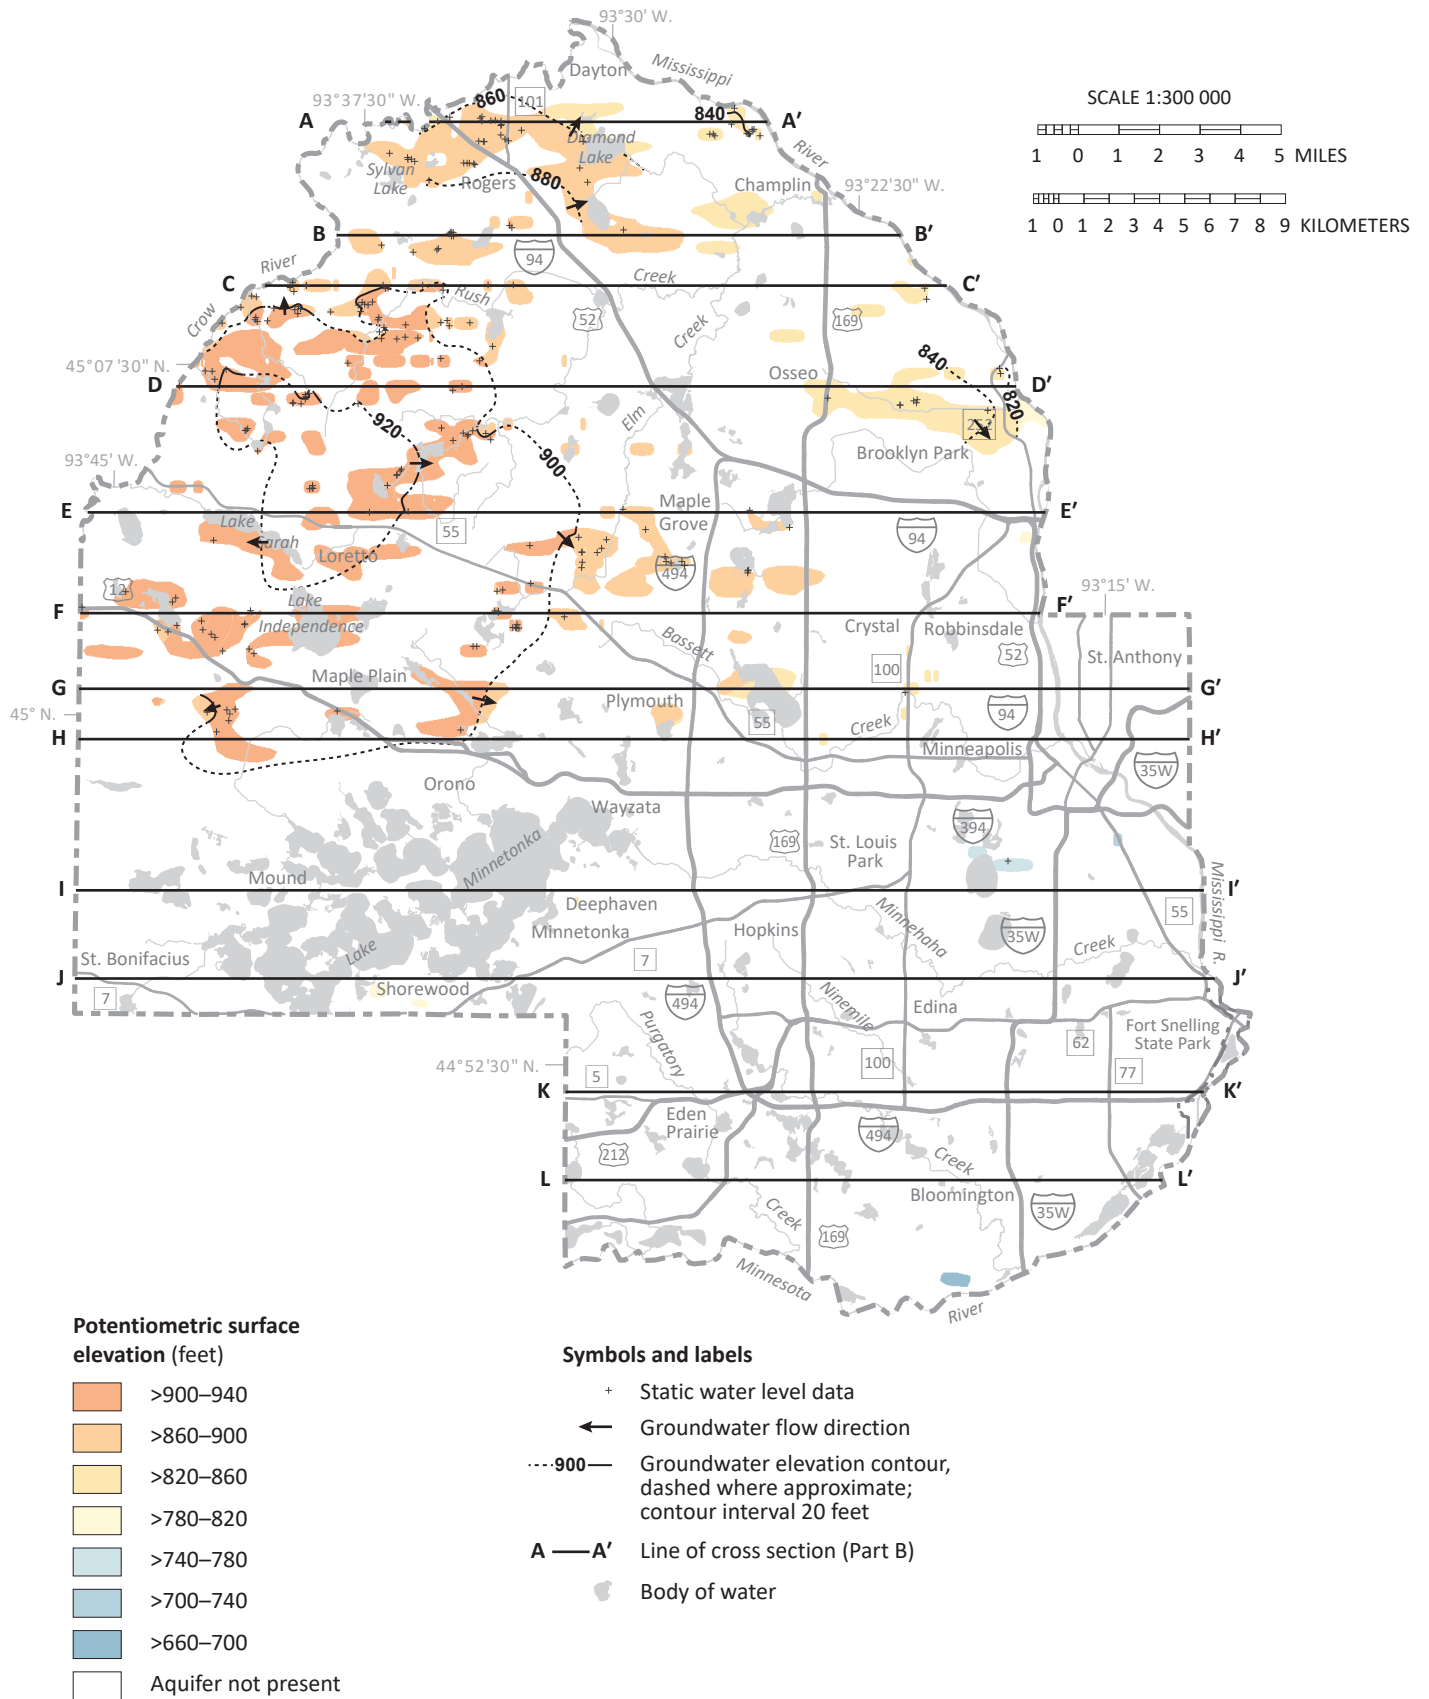 93°30' W.
Dayton
Mississippi
SCALE 1:300 000
93°37'30" W.
860
101
A
840
A′
Diamond
Lake
River
1 0 1 2 3 4 5 MILES
Sylvan
Lake
Rogers
880
Champlin
93°22'30" W.
1 0 1 2 3 4 5 6 7 8 9 KILOMETERS
B
B′
94
River
C
Creek
C′
Rush
Crow
52
Creek
169
45°07'30" N.
840
D
Osseo
D′
820
920
Elm
Brooklyn Park
93°45' W.
900
E
Maple
Grove
E′
Lake
Sarah
55
94
Loretto
494
12
93°15' W.
F
Lake
Independence
F′
Bassett
Crystal
Robbinsdale
52
St. Anthony
100
Maple Plain
G
G′
Plymouth
45° N.
55
94
Creek
H
H′
Minneapolis
35W
Orono
Wayzata
394
169
St. Louis
Park
Minnetonka
Mound
I
I′
Deephaven
Minnetonka
Hopkins
Minnehaha
35W
55
Mississippi R.
Creek
St. Bonifacius
Lake
7
J
J′
Shorewood
7
494
Ninemile
Edina
Purgatory
Fort Snelling
State Park
62
44°52'30" N.
5
100
77
K
K′
Eden
Prairie
494
212
Creek
L
L′
Bloomington
Creek
35W
169
Minnesota
River
Potentiometric surface
elevation (feet)
>900–940
>860–900
>820–860
>780–820
>740–780
>700–740
>660–700
Aquifer not present
Symbols and labels
Static water level data
Groundwater flow direction
900
Groundwater elevation contour,
dashed where approximate;
contour interval 20 feet
A A′ Line of cross section (Part B)
Body of water